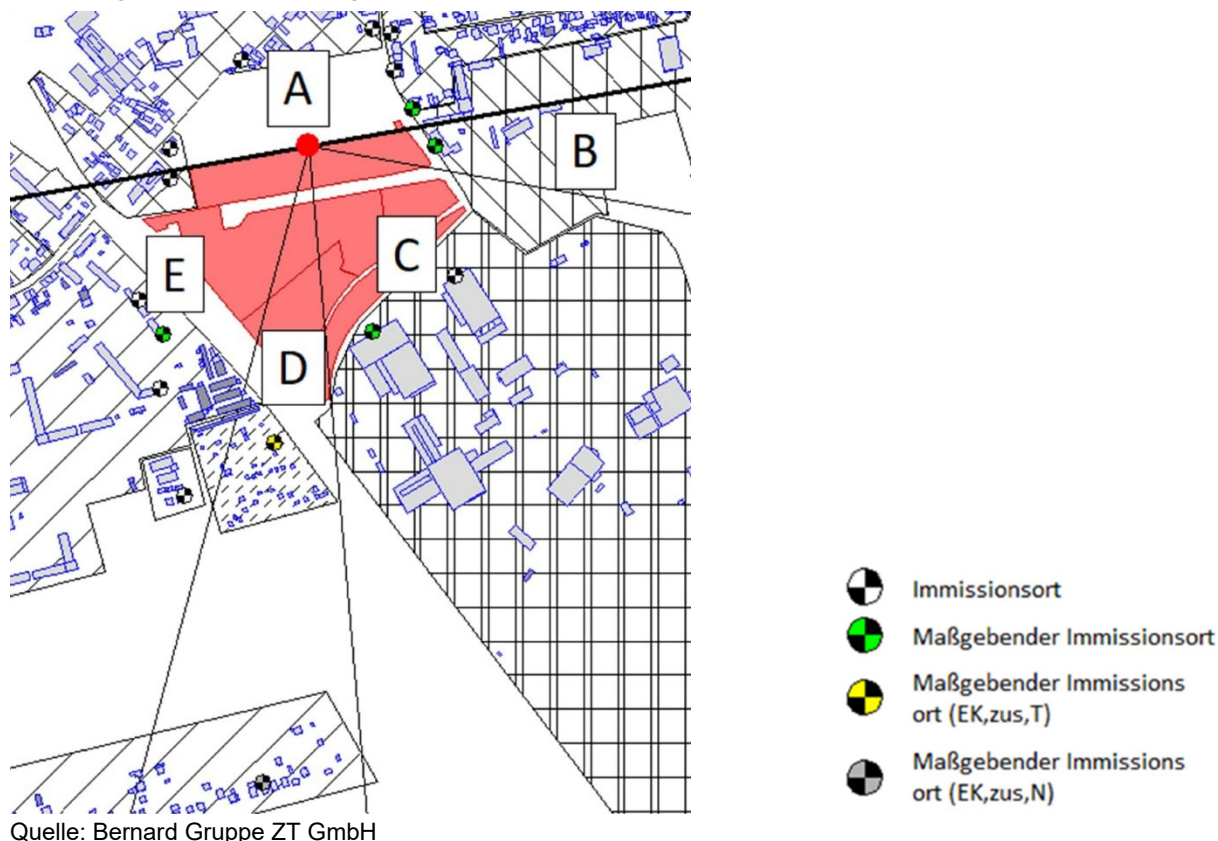 A
B
C
E
D
Immissionsort
Maßgebender Immissionsort
Maßgebender Immissions
ort (EK,zus,T)
Maßgebender Immissions
ort (EK,zus,N)
Quelle: Bernard Gruppe ZT GmbH